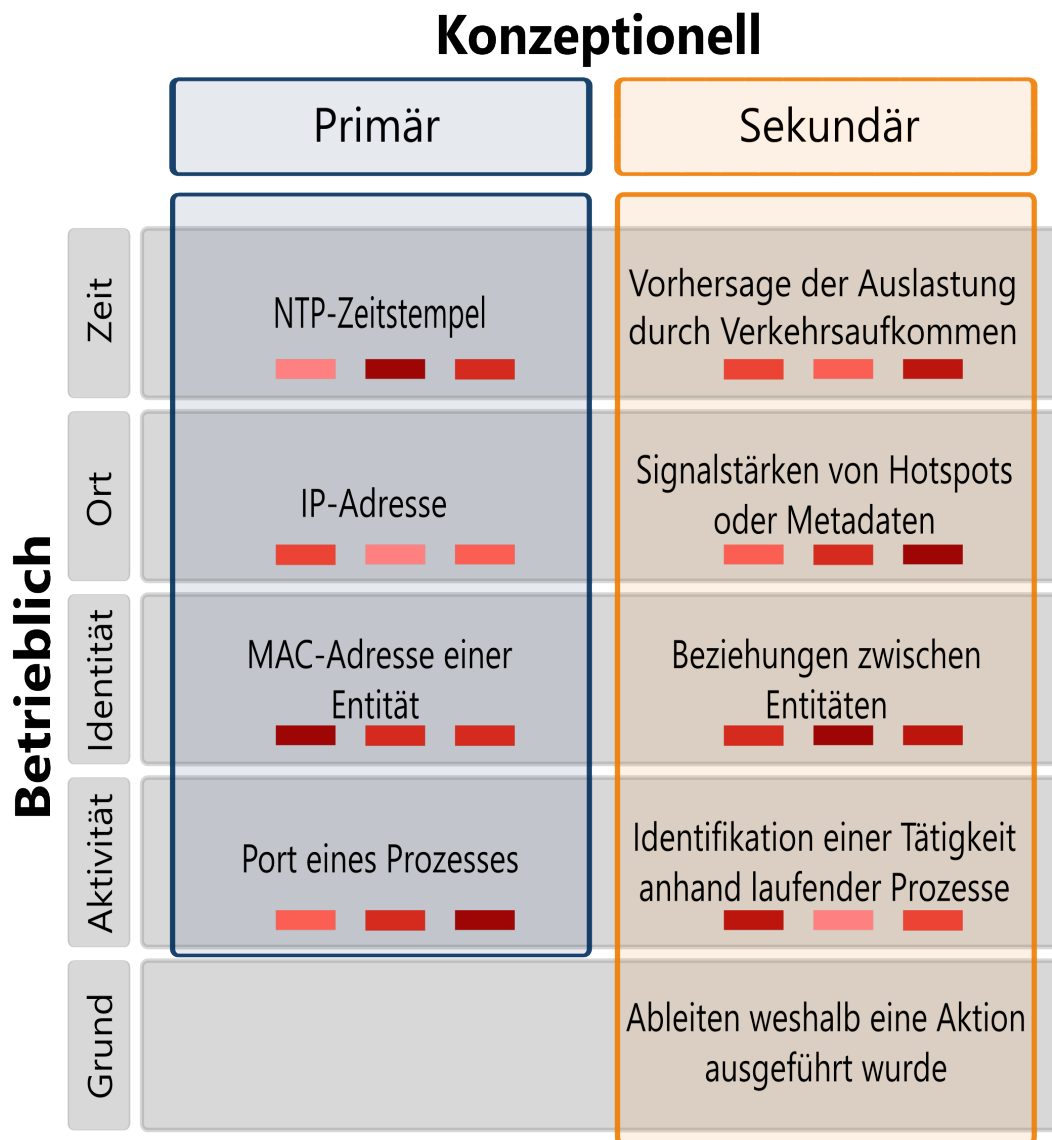 Konzeptionell
Primär
Sekundär
Betrieblich
Zeit
NTP-Zeitstempel
Vorhersage der Auslastung
durch Verkehrsaufkommen
Ort
IP-Adresse
Signalstärken von Hotspots
oder Metadaten
Identität
MAC-Adresse einer
Entität
Beziehungen zwischen
Entitäten
Aktivität
Port eines Prozesses
Identifikation einer Tätigkeit
anhand laufender Prozesse
Grund
Ableiten weshalb eine Aktion
ausgeführt wurde